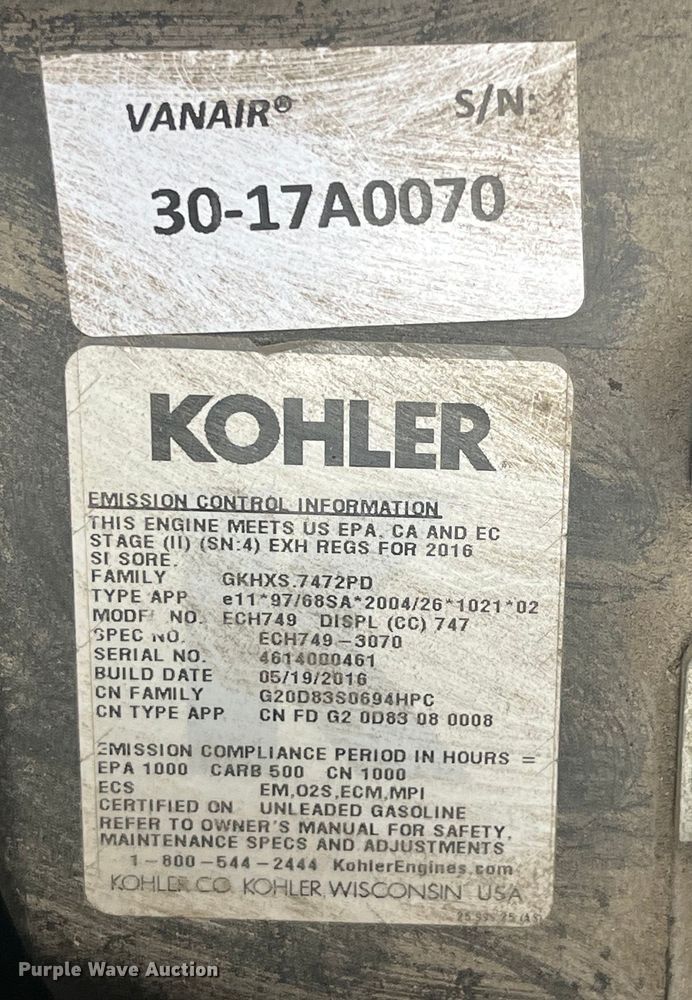 VANAIR® S/N:
30-17A0070
KOHLER
EMISSION CONTROL INFORMATION
THIS ENGINE MEETS US EPA, CA AND EC
STAGE (II) (SN:4) EXH REGS FOR 2016
SI SORE.
FAMILY GKHXS.7472PD
TYPE APP e11*97/68SA*2004/26*1021*02
NO. ECH749 DISPL (CC) 747
SPEC NO. ECH749-3070
SERIAL NO. 4614000461
BUILD DATE 05/19/2016
CN FAMILY G20D83S0694HPC
CN TYPE APP CN FD G2 0D83 08 0008
EMISSION COMPLIANCE PERIOD IN HOURS =
EPA 1000 CARB 500 CN 1000
ECS EM,O2S,ECM,MPI
CERTIFIED ON UNLEADED GASOLINE
REFER TO OWNER'S MANUAL FOR SAFETY,
MAINTENANCE SPECS AND ADJUSTMENTS
1-800-544-2444 KohlerEngines.com
KOHLER CO. KOHLER, WISCONSIN USA
Purple Wave Auction